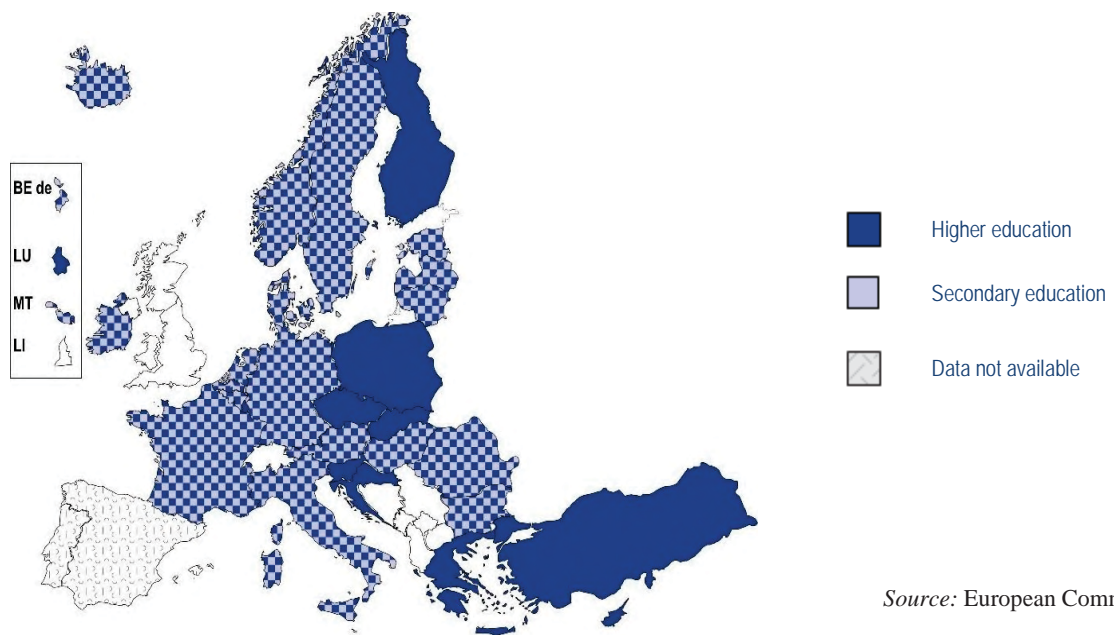 BE de
LU
MT
LI
Higher education
Secondary education
Data not available
Source: European Comm